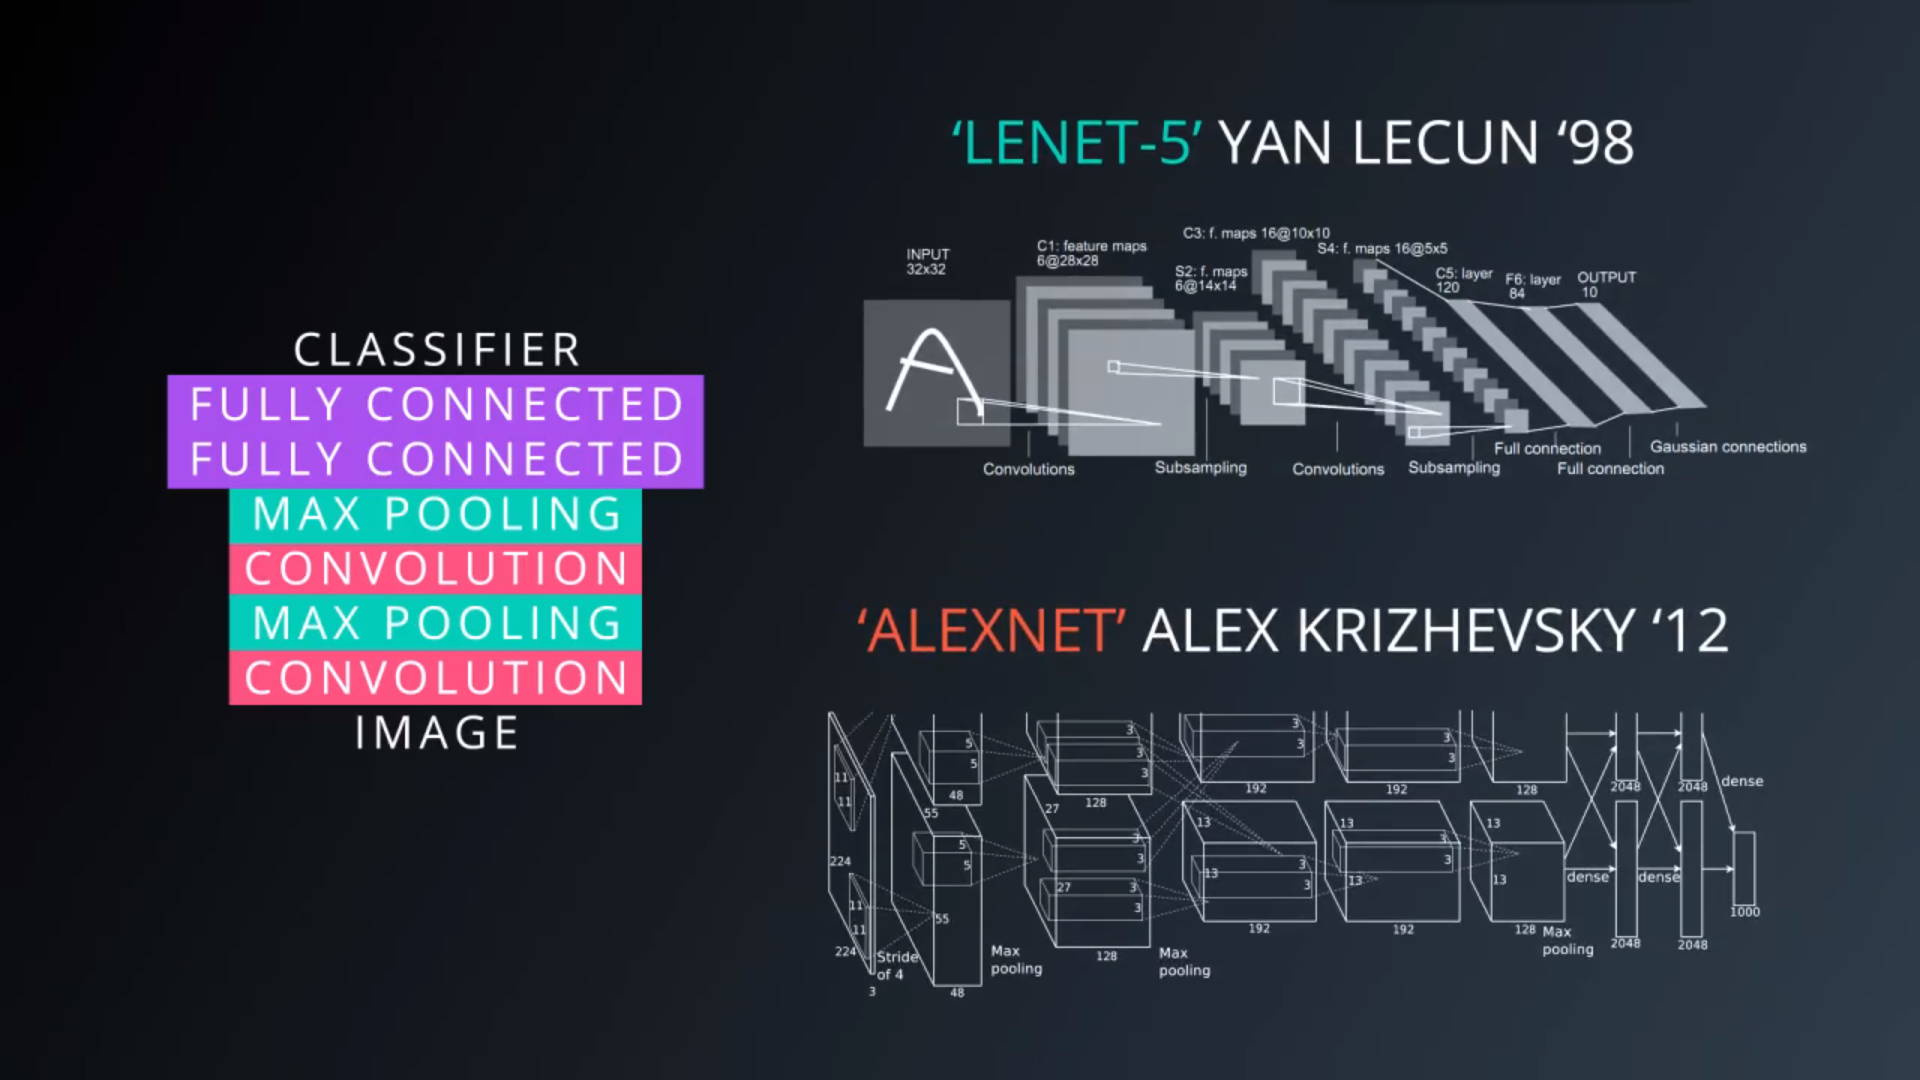 CLASSIFIER
FULLY CONNECTED
FULLY CONNECTED
MAX POOLING
CONVOLUTION
MAX POOLING
CONVOLUTION
IMAGE
‘LENET-5’ YAN LECUN ‘98
INPUT
32x32
C1: feature maps
6@28x28
S2: f. maps
6@14x14
C3: f. maps 16@10x10
S4: f. maps 16@5x5
C5: layer
120
F6: layer
84
OUTPUT
10
Convolutions
Subsampling
Convolutions
Subsampling
Full connection
Full connection
Gaussian connections
‘ALEXNET’ ALEX KRIZHEVSKY ‘12
11
11
224
11
11
224
3
Stride
of 4
5
5
48
55
5
5
55
48
Max
pooling
3
3
3
128
27
3
3
27
3
3
128
Max
pooling
3
3
192
13
3
3
13
192
3
3
192
13
3
3
13
192
128
13
13
128
Max
pooling
2048
2048
dense
dense
dense
2048
2048
1000